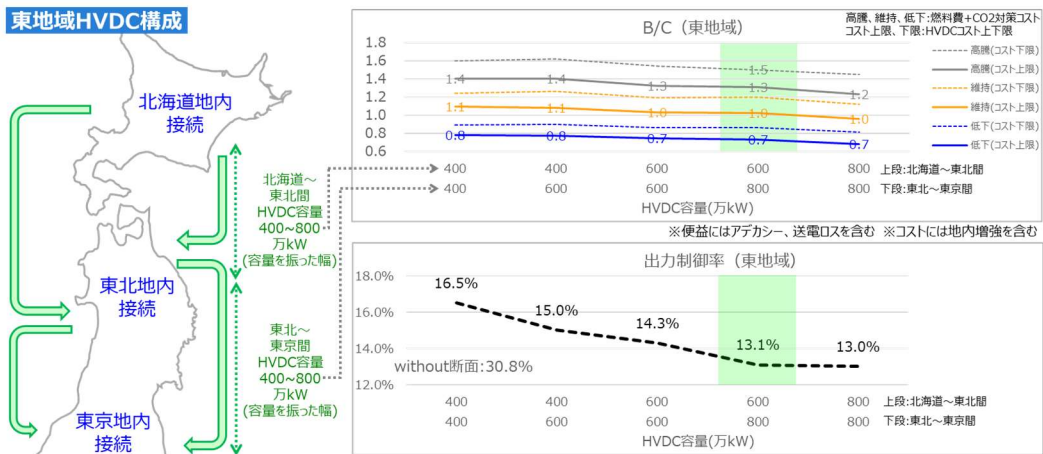 東地域HVDC構成
北海道地内
接続
北海道～
東北間
HVDC容量
400~800
万kW
(容量を振った幅)
東北地内
接続
東北～
東京間
HVDC容量
400~800
万kW
(容量を振った幅)
東京地内
接続
B/C（東地域）
高騰、維持、低下:燃料費+CO2対策コスト
コスト上限、下限:HVDCコスト上下限
1.8
1.6
1.4
1.2
1.0
0.8
0.6
1.5
1.4 1.4 1.3 1.3 1.2
1.1 1.1 1.0 1.0 1.0
0.8 0.8 0.7 0.7 0.7
高騰(コスト下限)
高騰(コスト上限)
維持(コスト下限)
維持(コスト上限)
低下(コスト下限)
低下(コスト上限)
400 400 600 600 800 上段:北海道～東北間
400 600 600 800 800 下段:東北～東京間
HVDC容量(万kW)
※便益にはアデカシー、送電ロスを含む ※コストには地内増強を含む
出力制御率（東地域）
18.0%
16.0%
14.0%
12.0%
16.5%
15.0%
14.3%
13.1%
13.0%
without断面:30.8%
400 400 600 600 800 上段:北海道～東北間
400 600 600 800 800 下段:東北～東京間
HVDC容量(万kW)